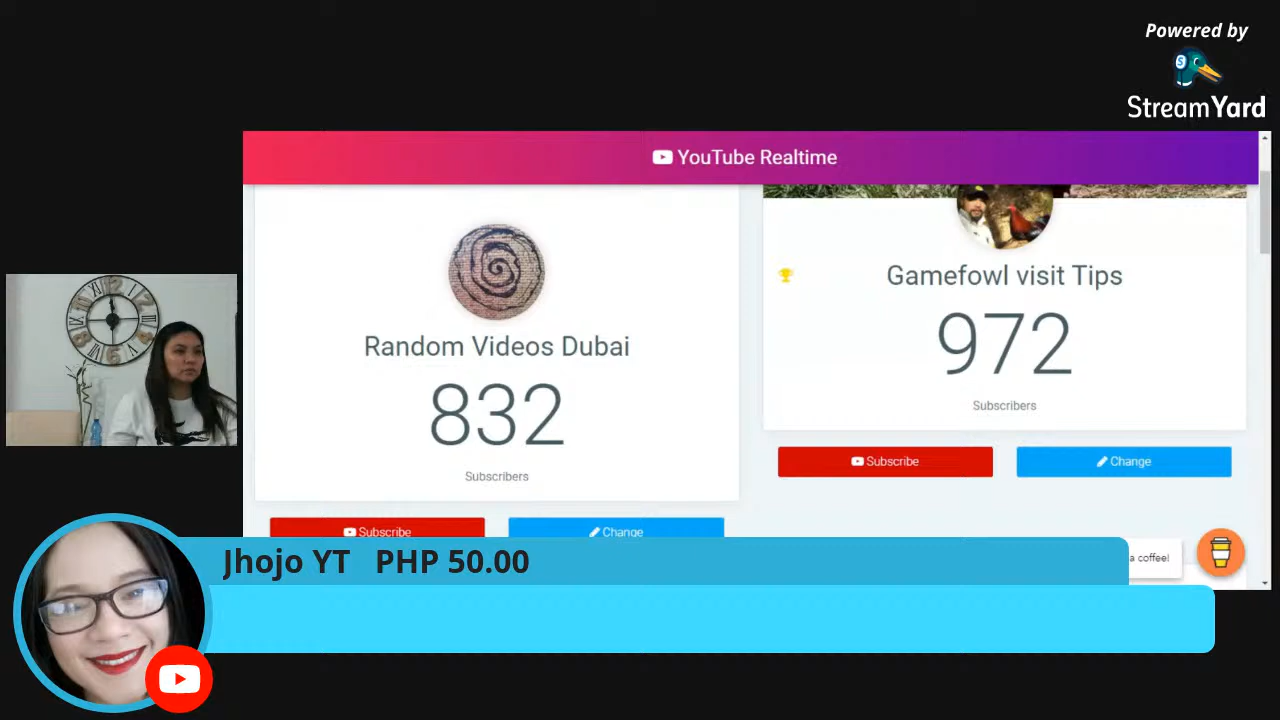 Powered by
StreamYard
YouTube Realtime
Random Videos Dubai
832
Subscribers
Subscribe
Change
Gamefowl visit Tips
972
Subscribers
Subscribe
Change
a coffee!
Jhojo YT PHP 50.00